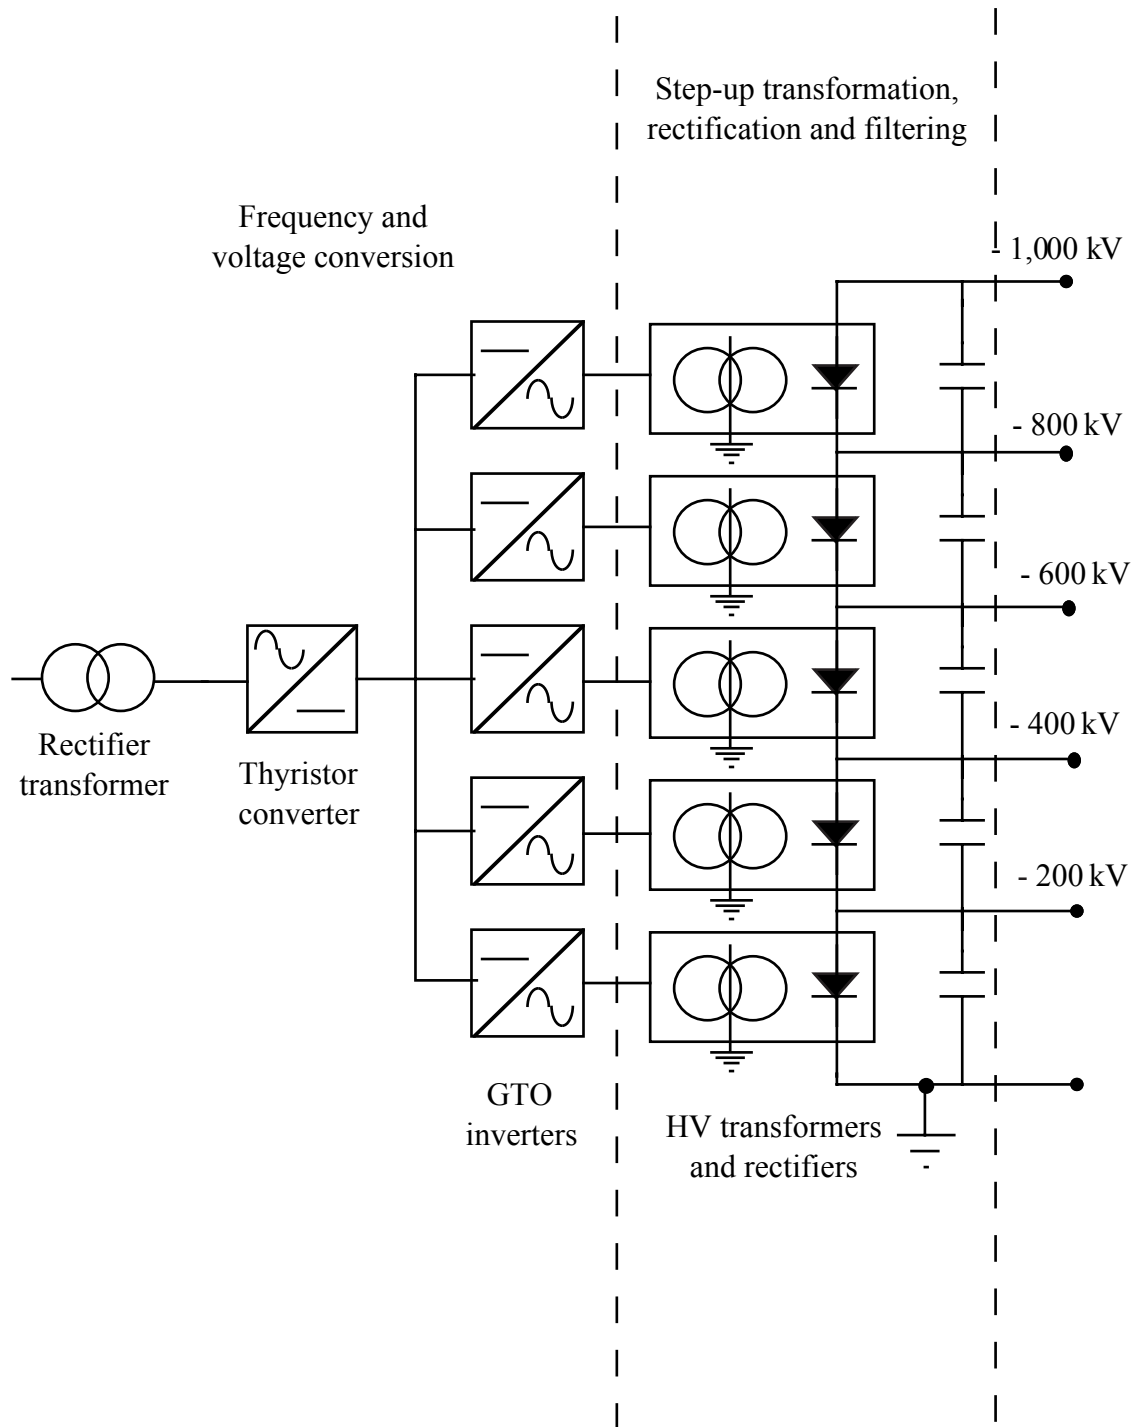 Step-up transformation,
rectification and filtering
Frequency and
voltage conversion
- 1,000 kV
- 800 kV
- 600 kV
- 400 kV
- 200 kV
Rectifier
transformer
Thyristor
converter
GTO
inverters
HV transformers
and rectifiers